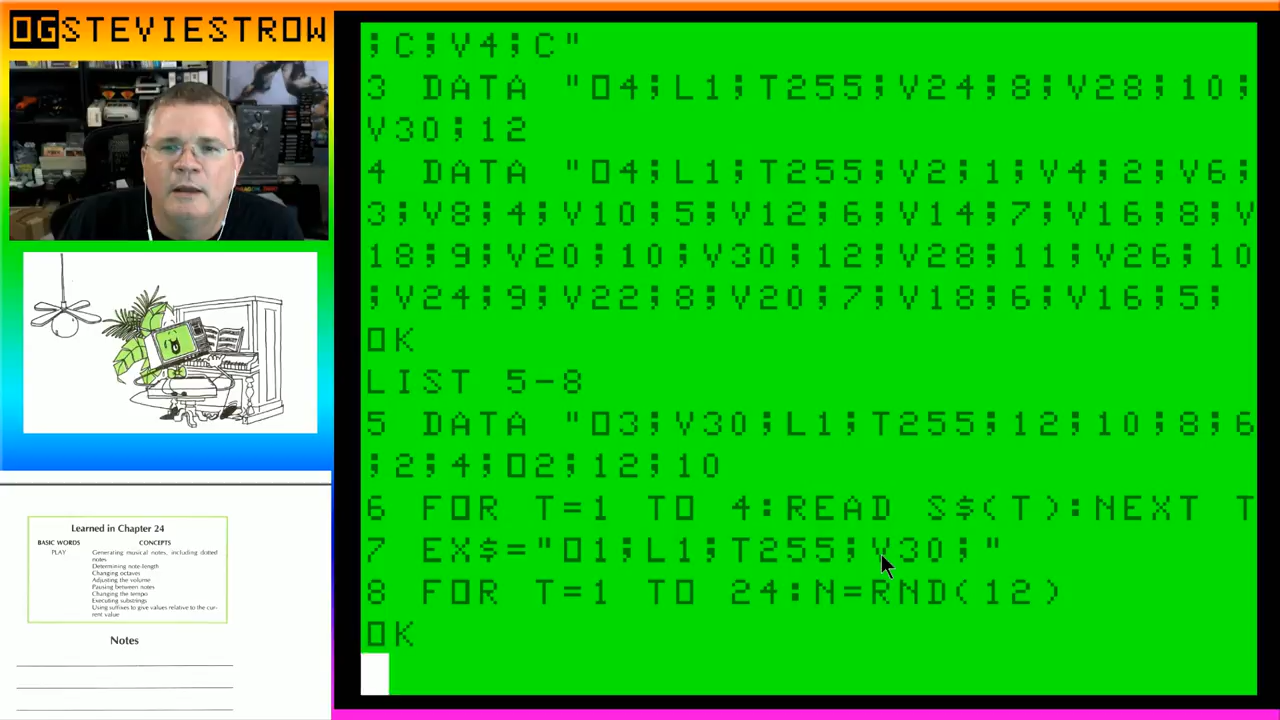 OGSTEVIESTROW
;C;V4;C"
3 DATA "O4;L1;T255;V24;8;V28;10;
V30;12
4 DATA "O4;L1;T255;V2;1;V4;2;V6;
3;V8;4;V10;5;V12;6;V14;7;V16;8;V
18;9;V20;10;V30;12;V28;11;V26;10
;V24;9;V22;8;V20;7;V18;6;V16;5;
OK
LIST 5-8
5 DATA "O3;V30;L1;T255;12;10;8;6
;2;4;O2;12;10
6 FOR T=1 TO 4:READ S$(T):NEXT T
7 EX$="O1;L1;T255;V30;"
8 FOR T=1 TO 24:N=RND(12)
OK
Learned in Chapter 24
BASIC WORDS CONCEPTS
PLAY Generating musical notes, including dotted
notes
Determining note-length
Changing octaves
Adjusting the volume
Pausing between notes
Changing the tempo
Executing substrings
Using suffixes to give values relative to the cur-
rent value
Notes